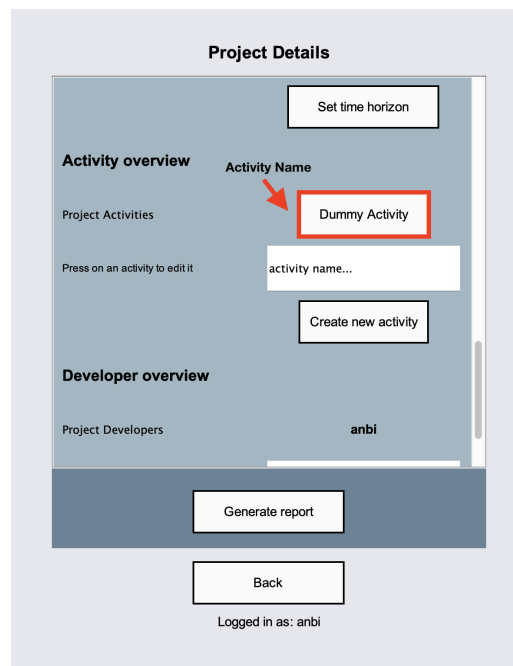 Project Details
Set time horizon
Activity overview
Activity Name
Project Activities
Dummy Activity
Press on an activity to edit it
activity name...
Create new activity
Developer overview
Project Developers
anbi
Generate report
Back
Logged in as: anbi